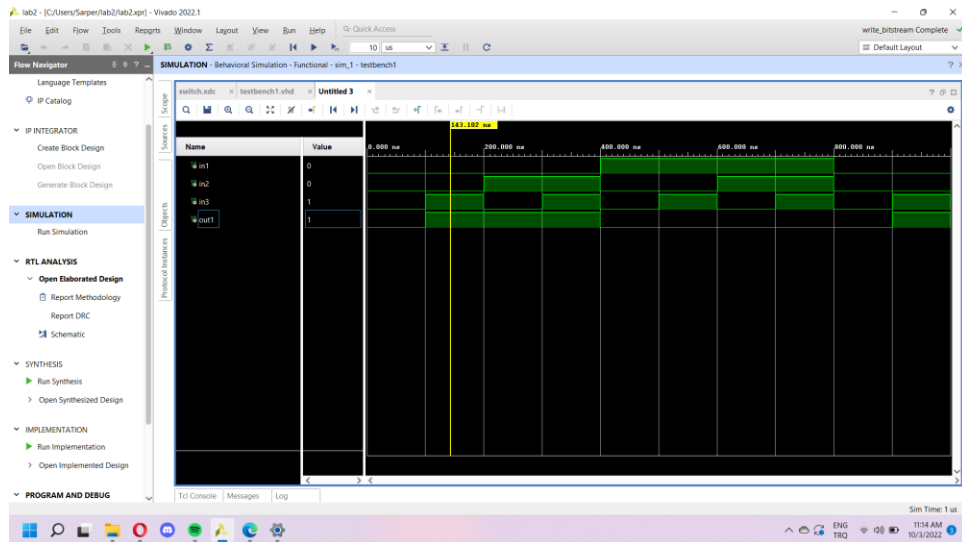 lab2 - [C:/Users/Sarper/lab2/lab2.xpr] - Vivado 2022.1
File Edit Flow Tools Reports Window Layout View Run Help Quick Access
write_bitstream Complete
10 us
Default Layout
Flow Navigator
SIMULATION - Behavioral Simulation - Functional - sim_1 - testbench1
Language Templates
IP Catalog
IP INTEGRATOR
Create Block Design
Open Block Design
Generate Block Design
SIMULATION
Run Simulation
RTL ANALYSIS
Open Elaborated Design
Report Methodology
Report DRC
Schematic
SYNTHESIS
Run Synthesis
Open Synthesized Design
IMPLEMENTATION
Run Implementation
Open Implemented Design
PROGRAM AND DEBUG
Scope
Sources
Objects
Protocol Instances
switch.xdc testbench1.vhd Untitled 3
143.102 ns
Name Value 0.000 ns 200.000 ns 400.000 ns 600.000 ns 800.000 ns
in1 0
in2 0
in3 1
out1 1
Tcl Console Messages Log
Sim Time: 1 us
ENG
TRQ
11:14 AM
10/3/2022
3